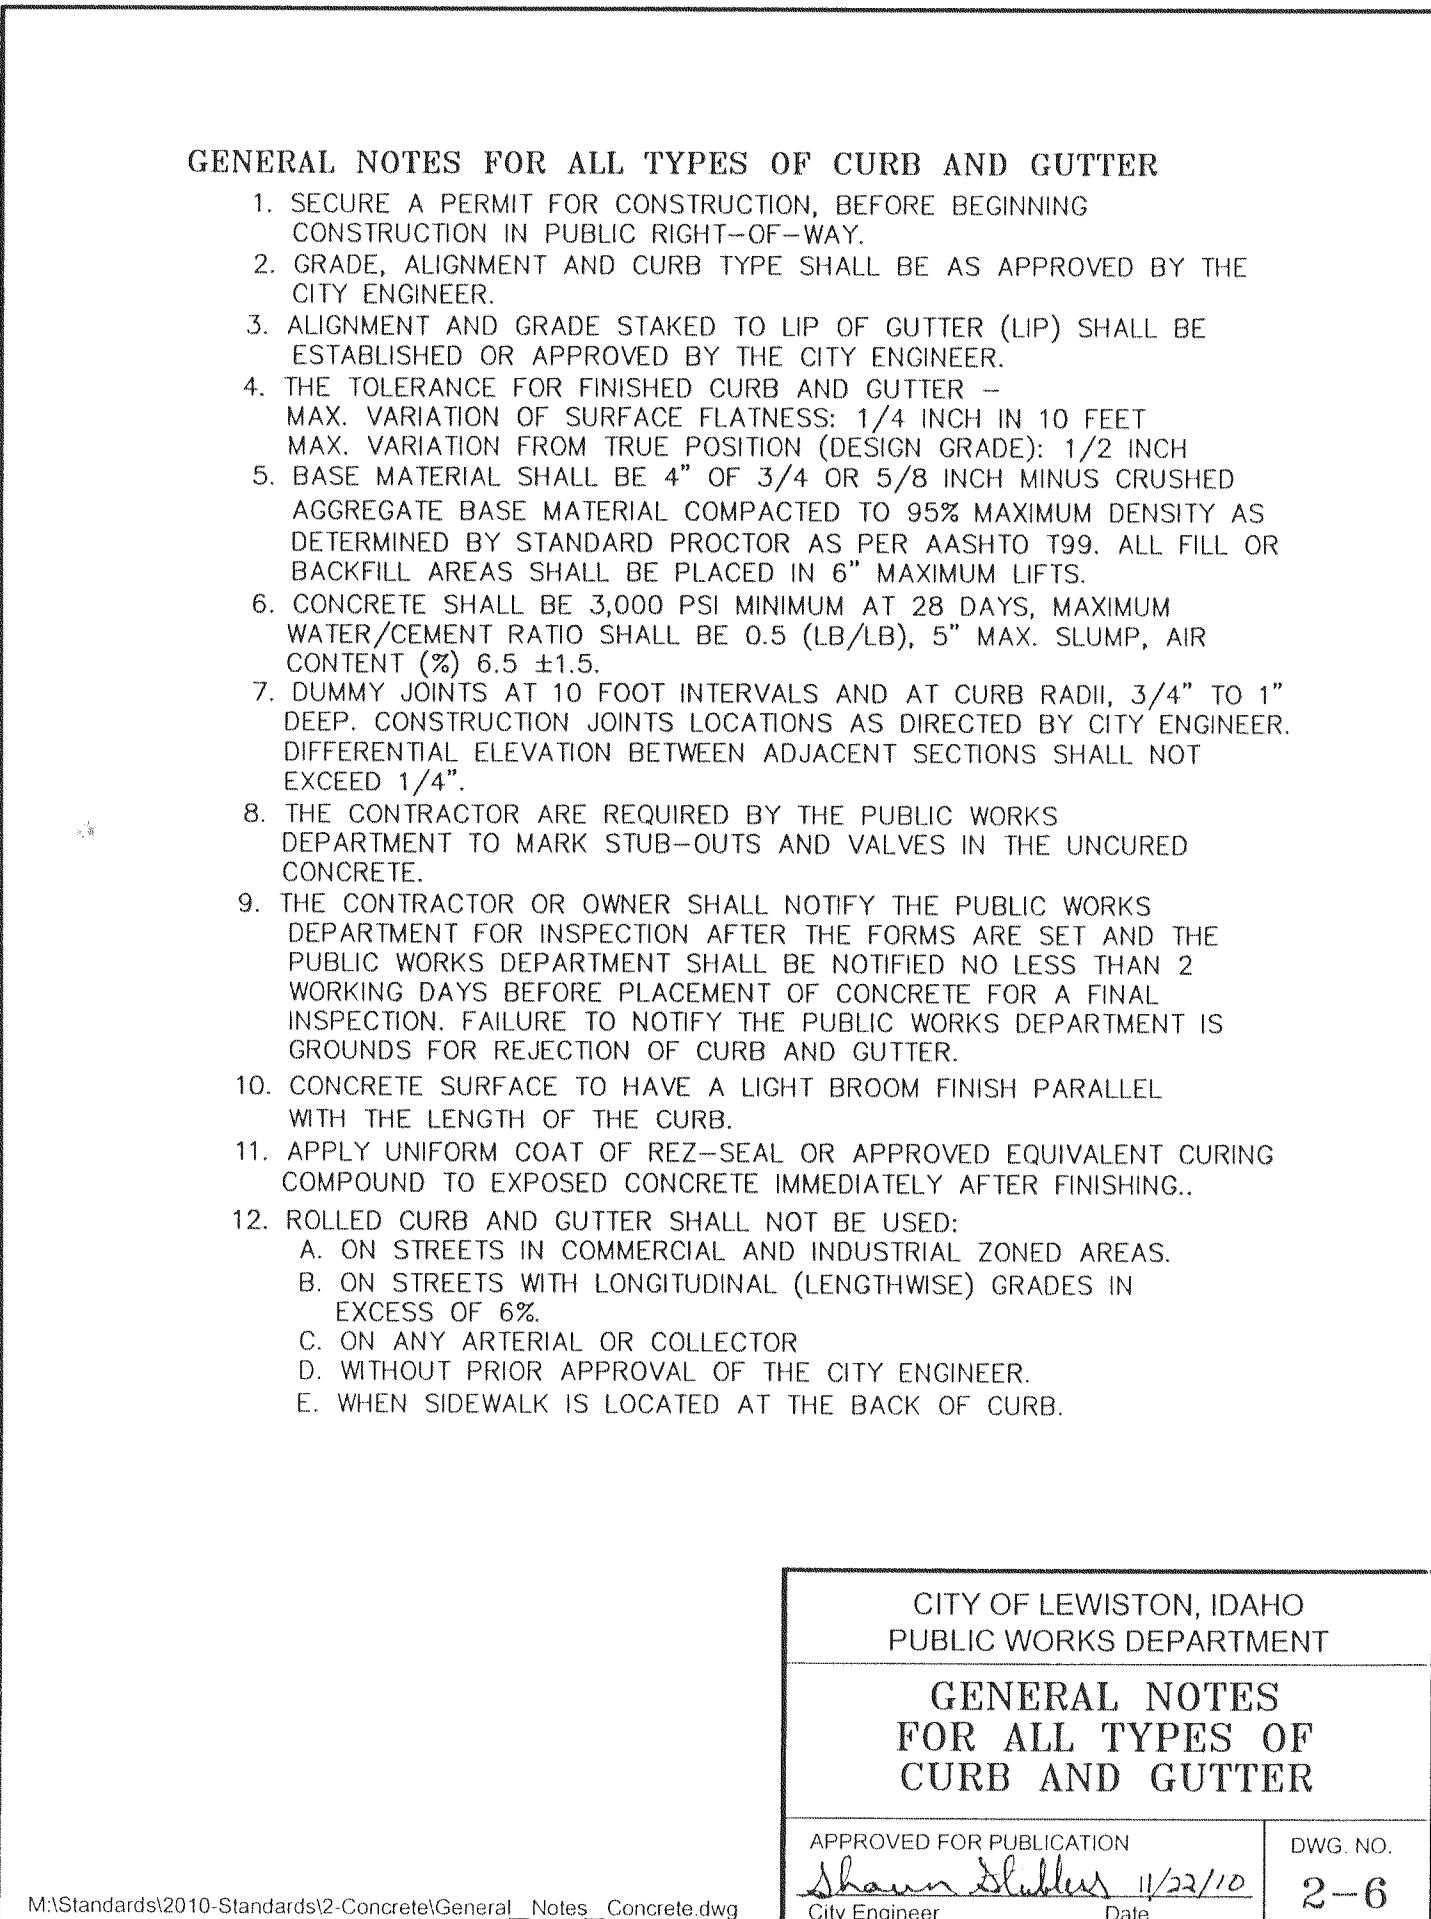 GENERAL NOTES FOR ALL TYPES OF CURB AND GUTTER
1. SECURE A PERMIT FOR CONSTRUCTION, BEFORE BEGINNING
CONSTRUCTION IN PUBLIC RIGHT-OF-WAY.
2. GRADE, ALIGNMENT AND CURB TYPE SHALL BE AS APPROVED BY THE
CITY ENGINEER.
3. ALIGNMENT AND GRADE STAKED TO LIP OF GUTTER (LIP) SHALL BE
ESTABLISHED OR APPROVED BY THE CITY ENGINEER.
4. THE TOLERANCE FOR FINISHED CURB AND GUTTER -
MAX. VARIATION OF SURFACE FLATNESS: 1/4 INCH IN 10 FEET
MAX. VARIATION FROM TRUE POSITION (DESIGN GRADE): 1/2 INCH
5. BASE MATERIAL SHALL BE 4" OF 3/4 OR 5/8 INCH MINUS CRUSHED
AGGREGATE BASE MATERIAL COMPACTED TO 95% MAXIMUM DENSITY AS
DETERMINED BY STANDARD PROCTOR AS PER AASHTO T99. ALL FILL OR
BACKFILL AREAS SHALL BE PLACED IN 6" MAXIMUM LIFTS.
6. CONCRETE SHALL BE 3,000 PSI MINIMUM AT 28 DAYS, MAXIMUM
WATER/CEMENT RATIO SHALL BE 0.5 (LB/LB), 5" MAX. SLUMP, AIR
CONTENT (%) 6.5 ±1.5.
7. DUMMY JOINTS AT 10 FOOT INTERVALS AND AT CURB RADII, 3/4" TO 1"
DEEP. CONSTRUCTION JOINTS LOCATIONS AS DIRECTED BY CITY ENGINEER.
DIFFERENTIAL ELEVATION BETWEEN ADJACENT SECTIONS SHALL NOT
EXCEED 1/4".
8. THE CONTRACTOR ARE REQUIRED BY THE PUBLIC WORKS
DEPARTMENT TO MARK STUB-OUTS AND VALVES IN THE UNCURED
CONCRETE.
9. THE CONTRACTOR OR OWNER SHALL NOTIFY THE PUBLIC WORKS
DEPARTMENT FOR INSPECTION AFTER THE FORMS ARE SET AND THE
PUBLIC WORKS DEPARTMENT SHALL BE NOTIFIED NO LESS THAN 2
WORKING DAYS BEFORE PLACEMENT OF CONCRETE FOR A FINAL
INSPECTION. FAILURE TO NOTIFY THE PUBLIC WORKS DEPARTMENT IS
GROUNDS FOR REJECTION OF CURB AND GUTTER.
10. CONCRETE SURFACE TO HAVE A LIGHT BROOM FINISH PARALLEL
WITH THE LENGTH OF THE CURB.
11. APPLY UNIFORM COAT OF REZ-SEAL OR APPROVED EQUIVALENT CURING
COMPOUND TO EXPOSED CONCRETE IMMEDIATELY AFTER FINISHING..
12. ROLLED CURB AND GUTTER SHALL NOT BE USED:
A. ON STREETS IN COMMERCIAL AND INDUSTRIAL ZONED AREAS.
B. ON STREETS WITH LONGITUDINAL (LENGTHWISE) GRADES IN
EXCESS OF 6%.
C. ON ANY ARTERIAL OR COLLECTOR
D. WITHOUT PRIOR APPROVAL OF THE CITY ENGINEER.
E. WHEN SIDEWALK IS LOCATED AT THE BACK OF CURB.
CITY OF LEWISTON, IDAHO
PUBLIC WORKS DEPARTMENT
GENERAL NOTES
FOR ALL TYPES OF
CURB AND GUTTER
APPROVED FOR PUBLICATION
Shaun 11/22/10
City Engineer Date
DWG. NO.
2-6
M:\Standards\2010-Standards\2-Concrete\General__Notes__Concrete.dwg